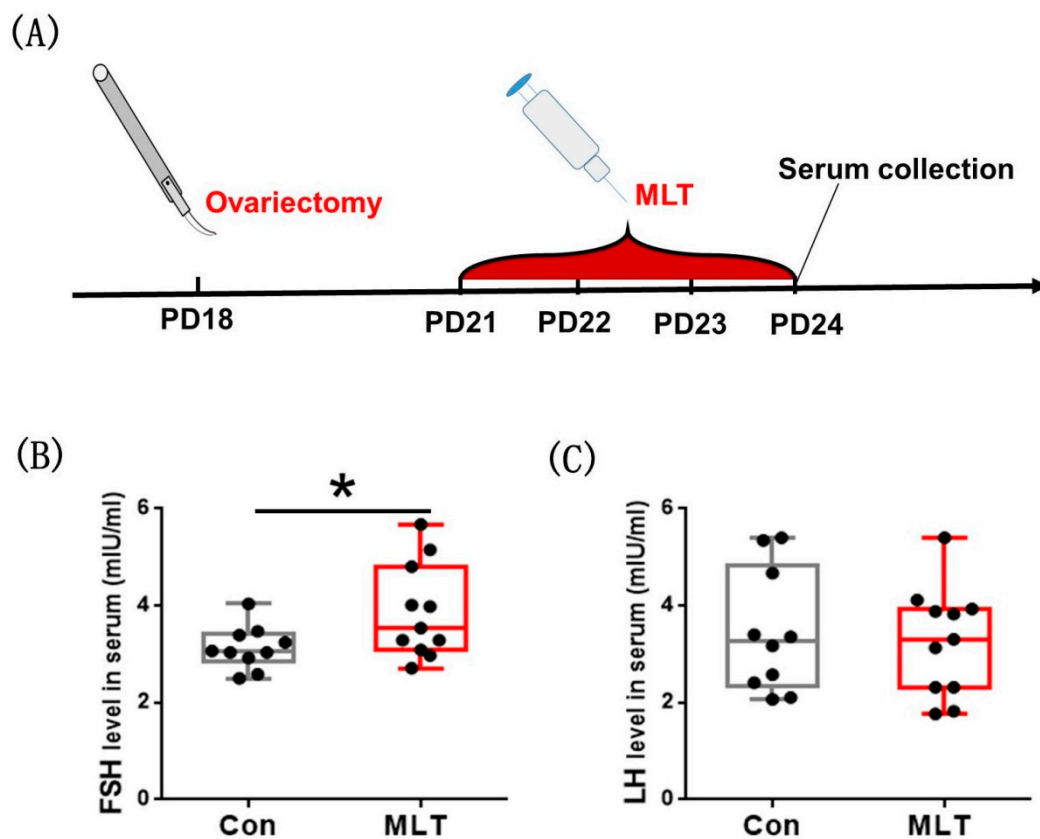 (A)
Ovariectomy
MLT
Serum collection
PD18
PD21
PD22
PD23
PD24
(B)
FSH level in serum (mIU/ml)
6
4
2
0
*
Con
MLT
(C)
LH level in serum (mIU/ml)
6
4
2
0
Con
MLT